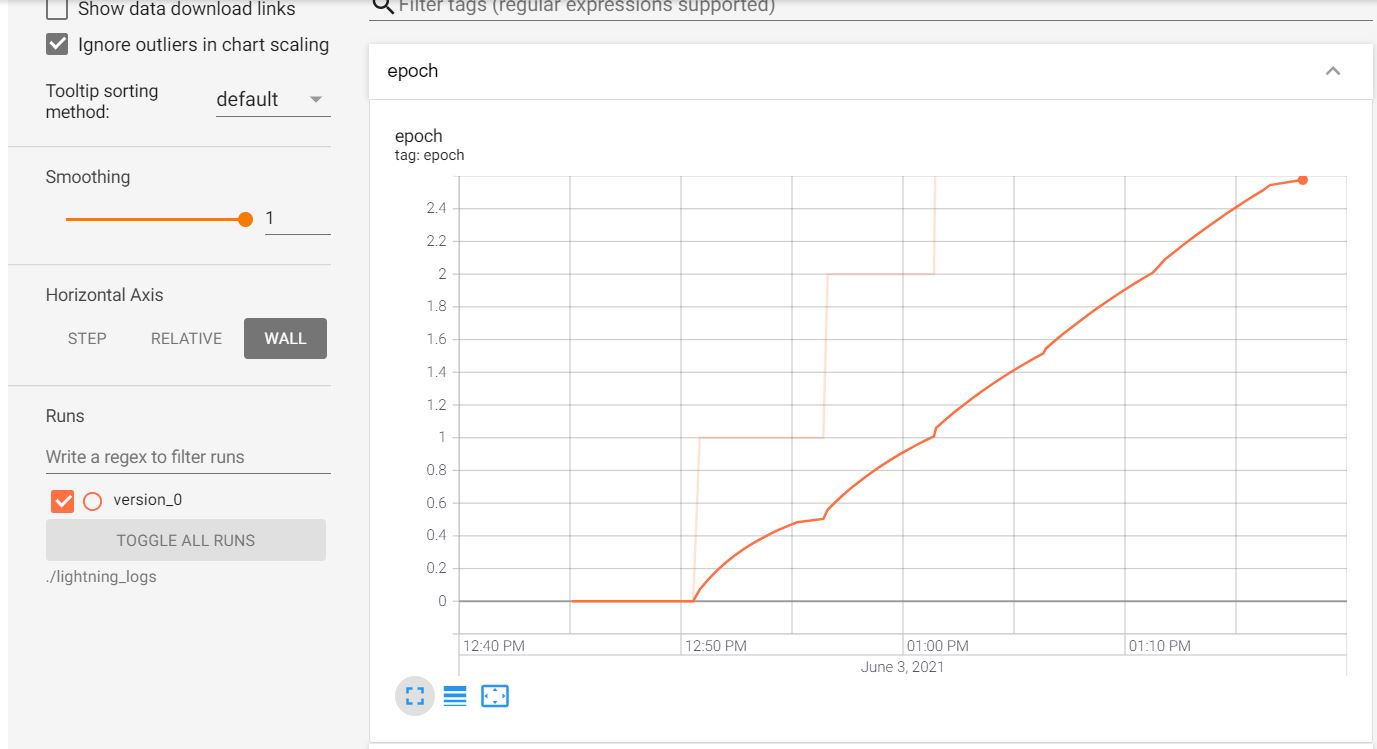 Show data download links
Filter tags (regular expressions supported)
Ignore outliers in chart scaling
Tooltip sorting
method:
default
Smoothing
1
Horizontal Axis
STEP
RELATIVE
WALL
Runs
Write a regex to filter runs
version_0
TOGGLE ALL RUNS
./lightning_logs
epoch
epoch
tag: epoch
2.4
2.2
2
1.8
1.6
1.4
1.2
1
0.8
0.6
0.4
0.2
0
12:40 PM
12:50 PM
01:00 PM
01:10 PM
June 3, 2021